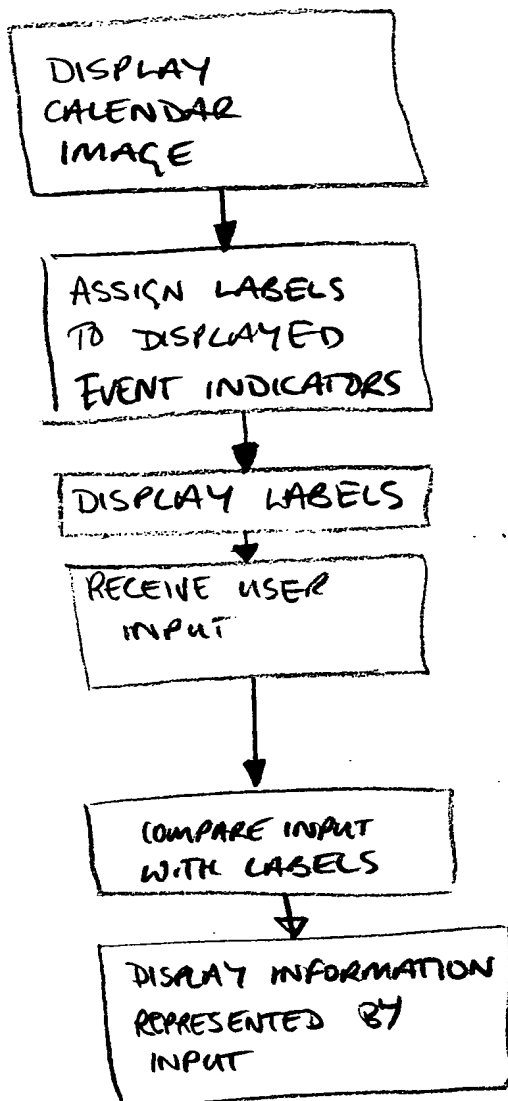 DISPLAY
CALENDAR
IMAGE
ASSIGN LABELS
TO DISPLAYED
EVENT INDICATORS
DISPLAY LABELS
RECEIVE USER
INPUT
COMPARE INPUT
WITH LABELS
DISPLAY INFORMATION
REPRESENTED BY
INPUT